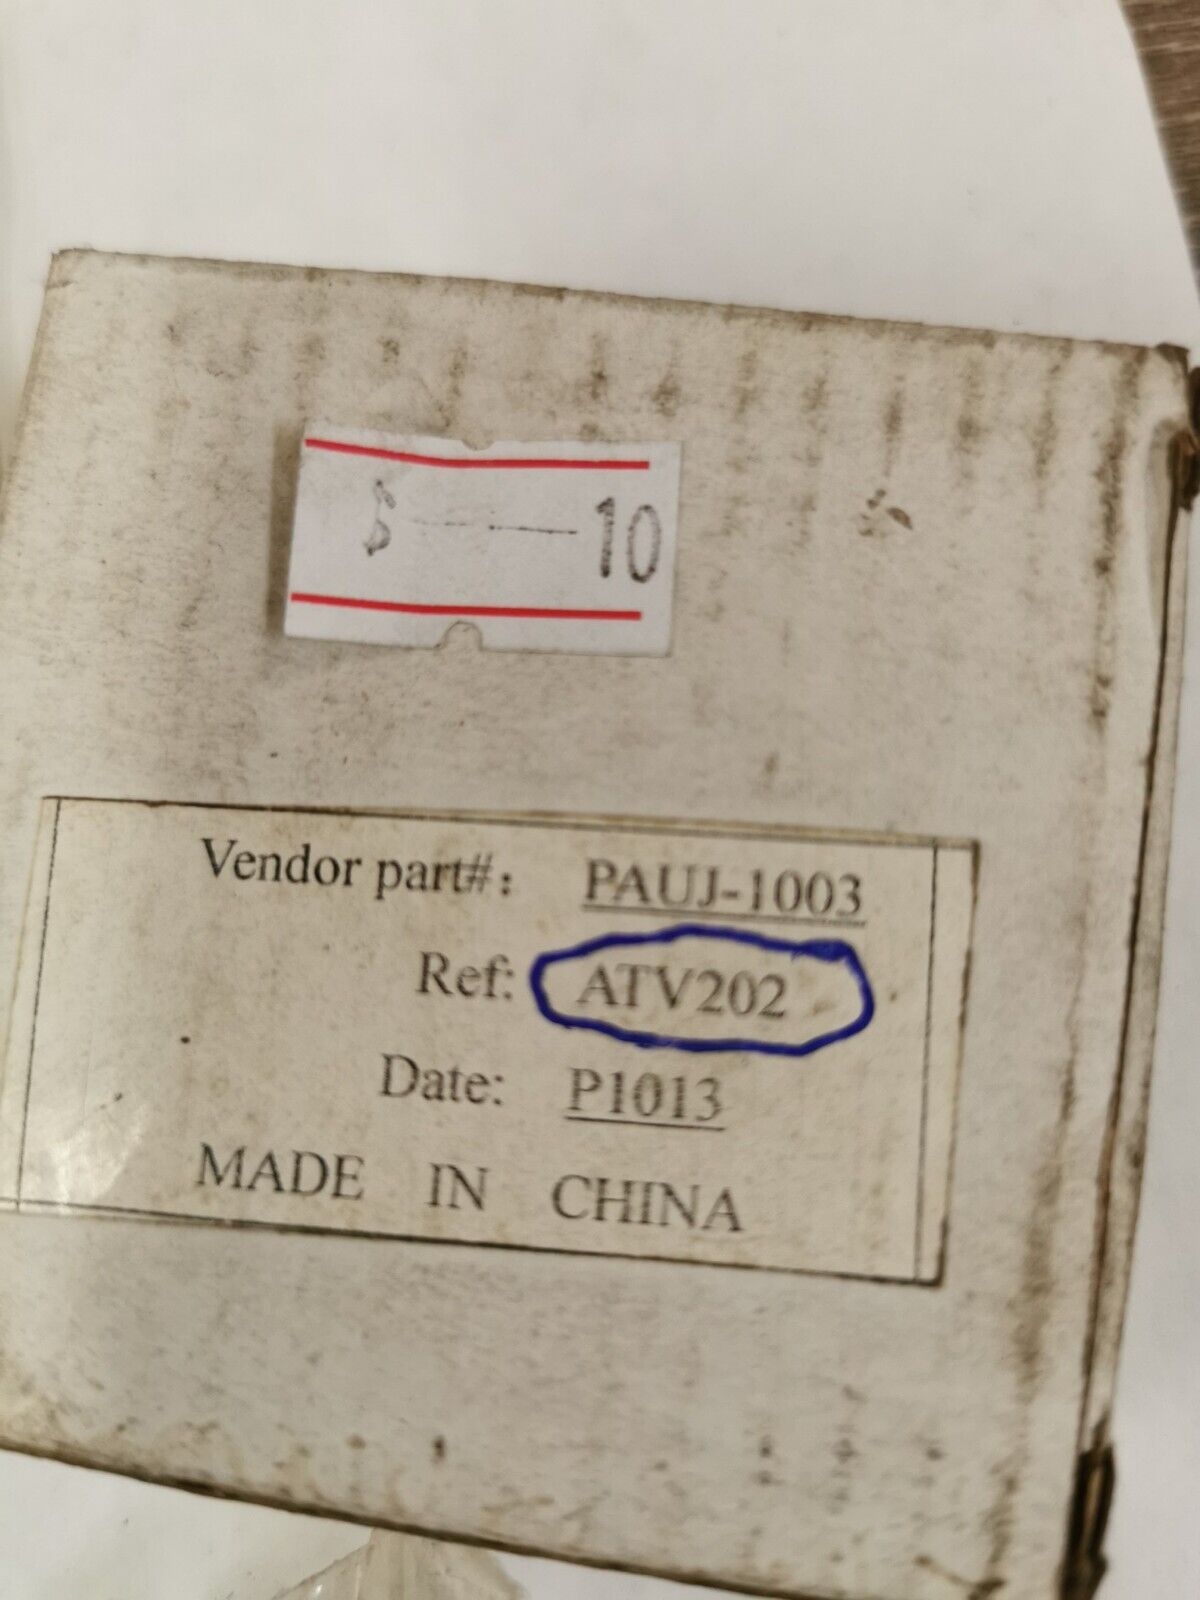 $ — — 10
Vendor part#: PAUJ-1003
Ref: ATV202
Date: P1013
MADE IN CHINA